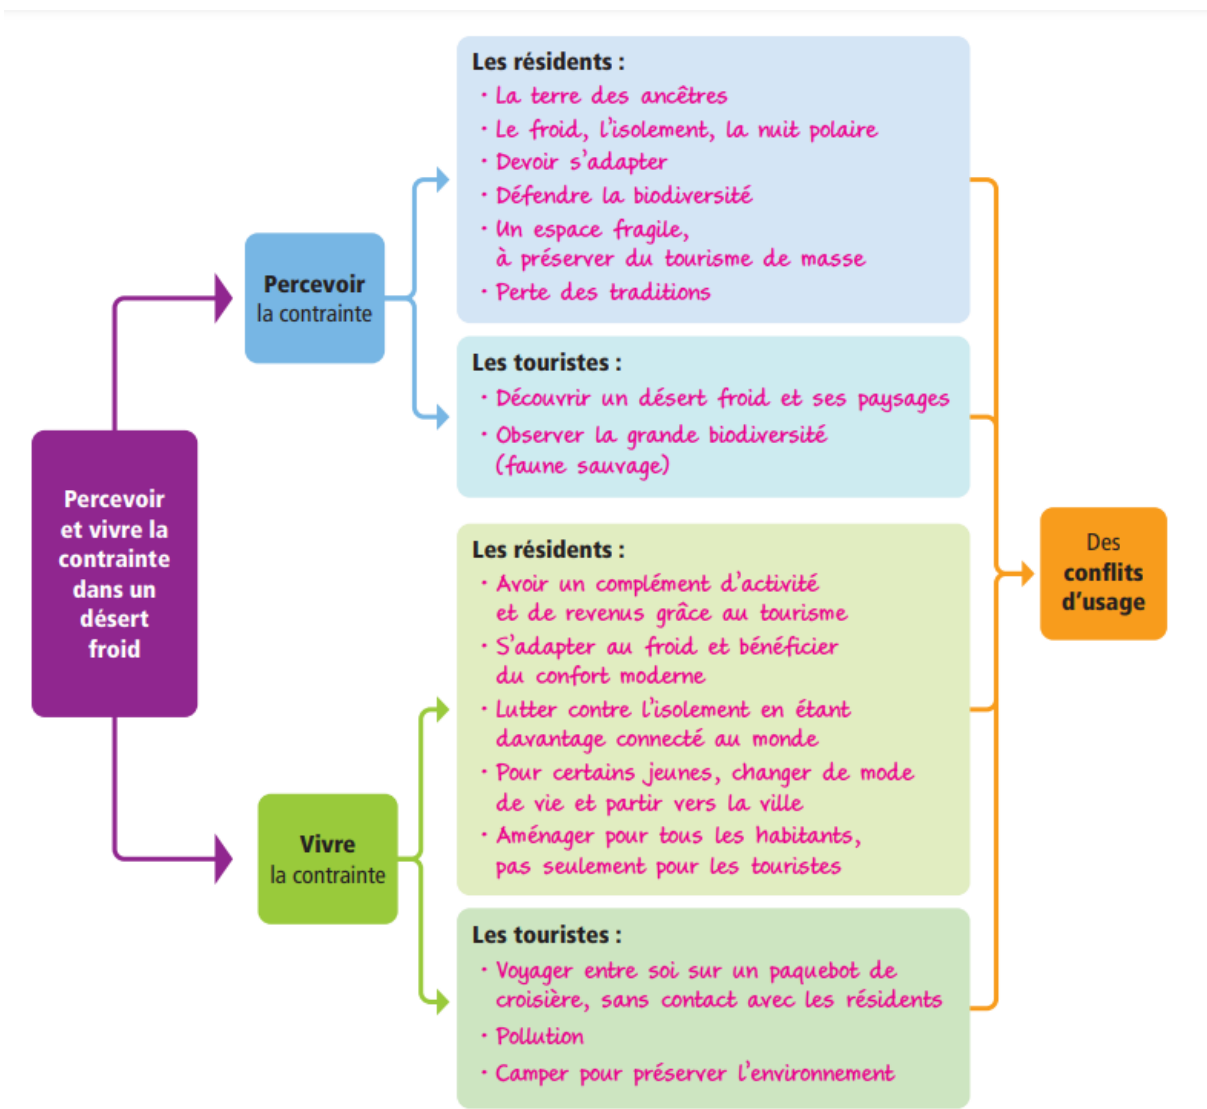 Percevoir
et vivre la
contrainte
dans un
désert
froid
Percevoir
la contrainte
Les résidents :
· La terre des ancêtres
· Le froid, l'isolement, la nuit polaire
· Devoir s'adapter
· Défendre la biodiversité
· Un espace fragile,
à préserver du tourisme de masse
· Perte des traditions
Les touristes :
· Découvrir un désert froid et ses paysages
· Observer la grande biodiversité
(faune sauvage)
Vivre
la contrainte
Les résidents :
· Avoir un complément d'activité
et de revenus grâce au tourisme
· S'adapter au froid et bénéficier
du confort moderne
· Lutter contre l'isolement en étant
davantage connecté au monde
· Pour certains jeunes, changer de mode
de vie et partir vers la ville
· Aménager pour tous les habitants,
pas seulement pour les touristes
Les touristes :
· Voyager entre soi sur un paquebot de
croisière, sans contact avec les résidents
· Pollution
· Camper pour préserver l'environnement
Des
conflits
d'usage